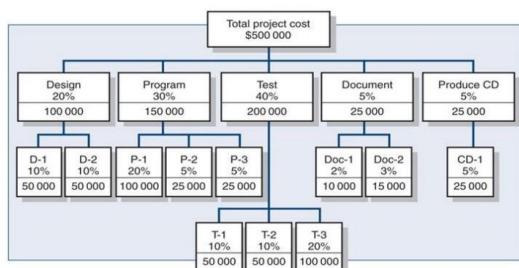 Total project cost
$500 000
Design
20%
100 000
Program
30%
150 000
Test
40%
200 000
Document
5%
25 000
Produce CD
5%
25 000
D-1
10%
50 000
D-2
10%
50 000
P-1
20%
100 000
P-2
5%
25 000
P-3
5%
25 000
Doc-1
2%
10 000
Doc-2
3%
15 000
CD-1
5%
25 000
T-1
10%
50 000
T-2
10%
50 000
T-3
20%
100 000